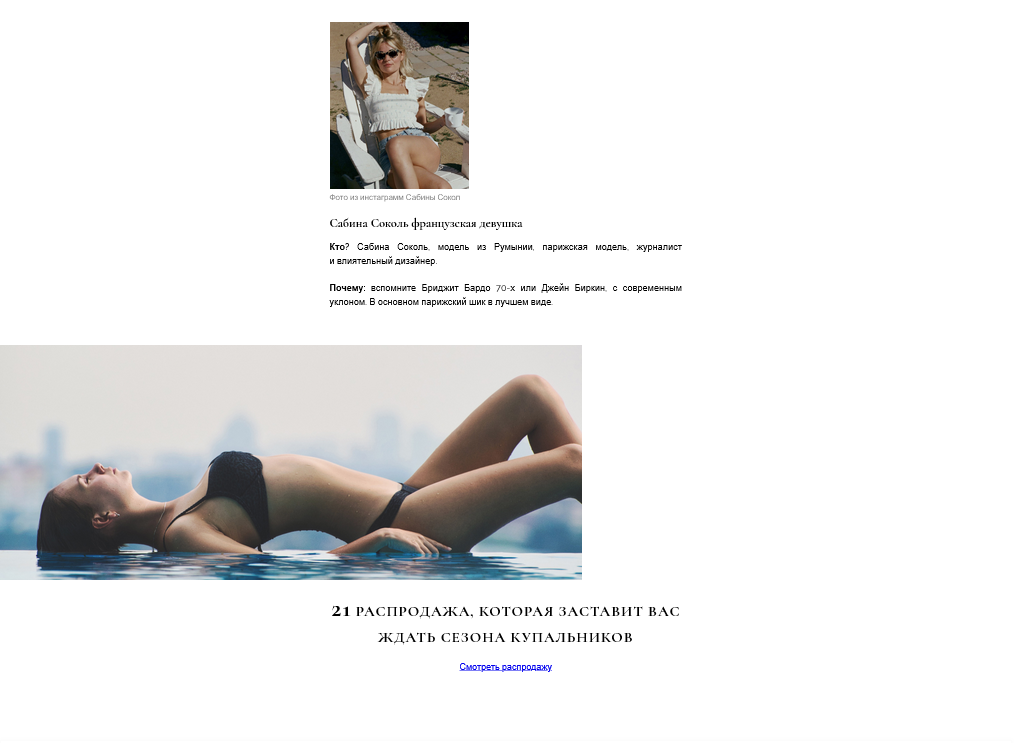 Фото из инстаграмм Сабины Сокол
Сабина Соколь французская девушка
Кто? Сабина Соколь, модель из Румынии, парижская модель, журналист
и влиятельный дизайнер.
Почему: вспомните Бриджит Бардо 70-х или Джейн Биркин, с современным
уклоном. В основном парижский шик в лучшем виде.
21 РАСПРОДАЖА, КОТОРАЯ ЗАСТАВИТ ВАС
ЖДАТЬ СЕЗОНА КУПАЛЬНИКОВ
Смотреть распродажу